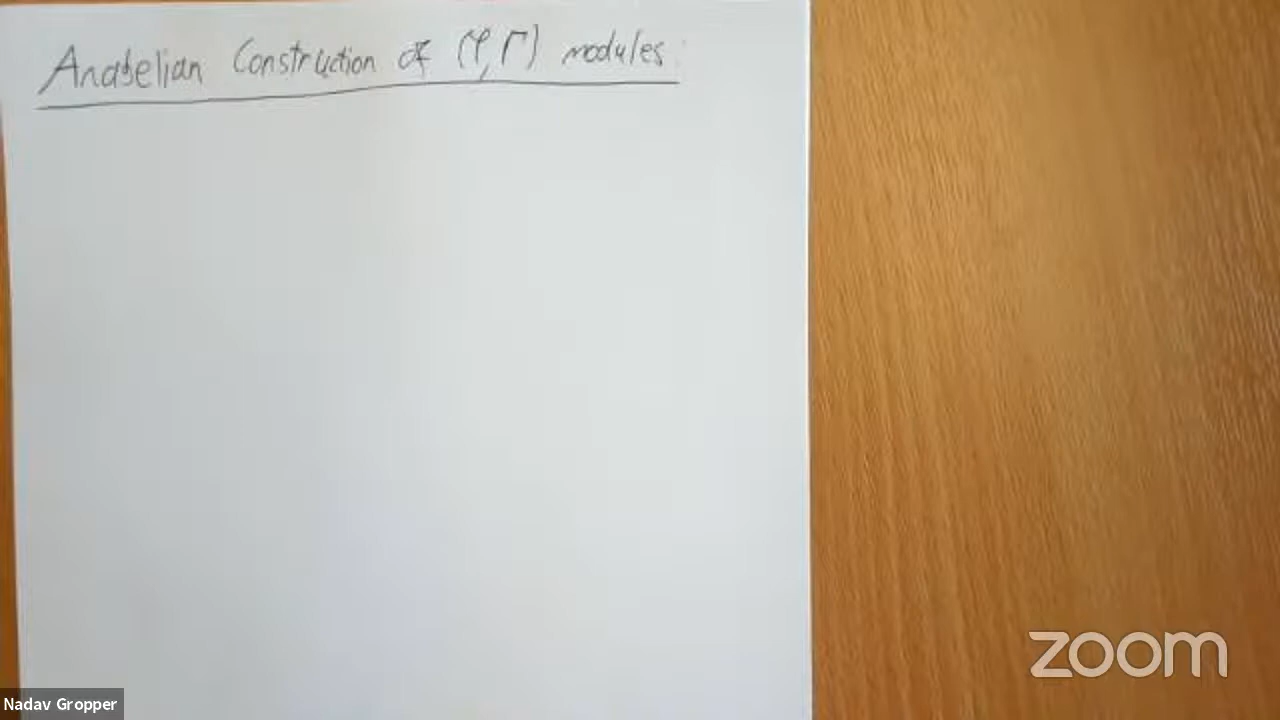 Anabelian Construction of (φ,Γ) modules
zoom
Nadav Gropper